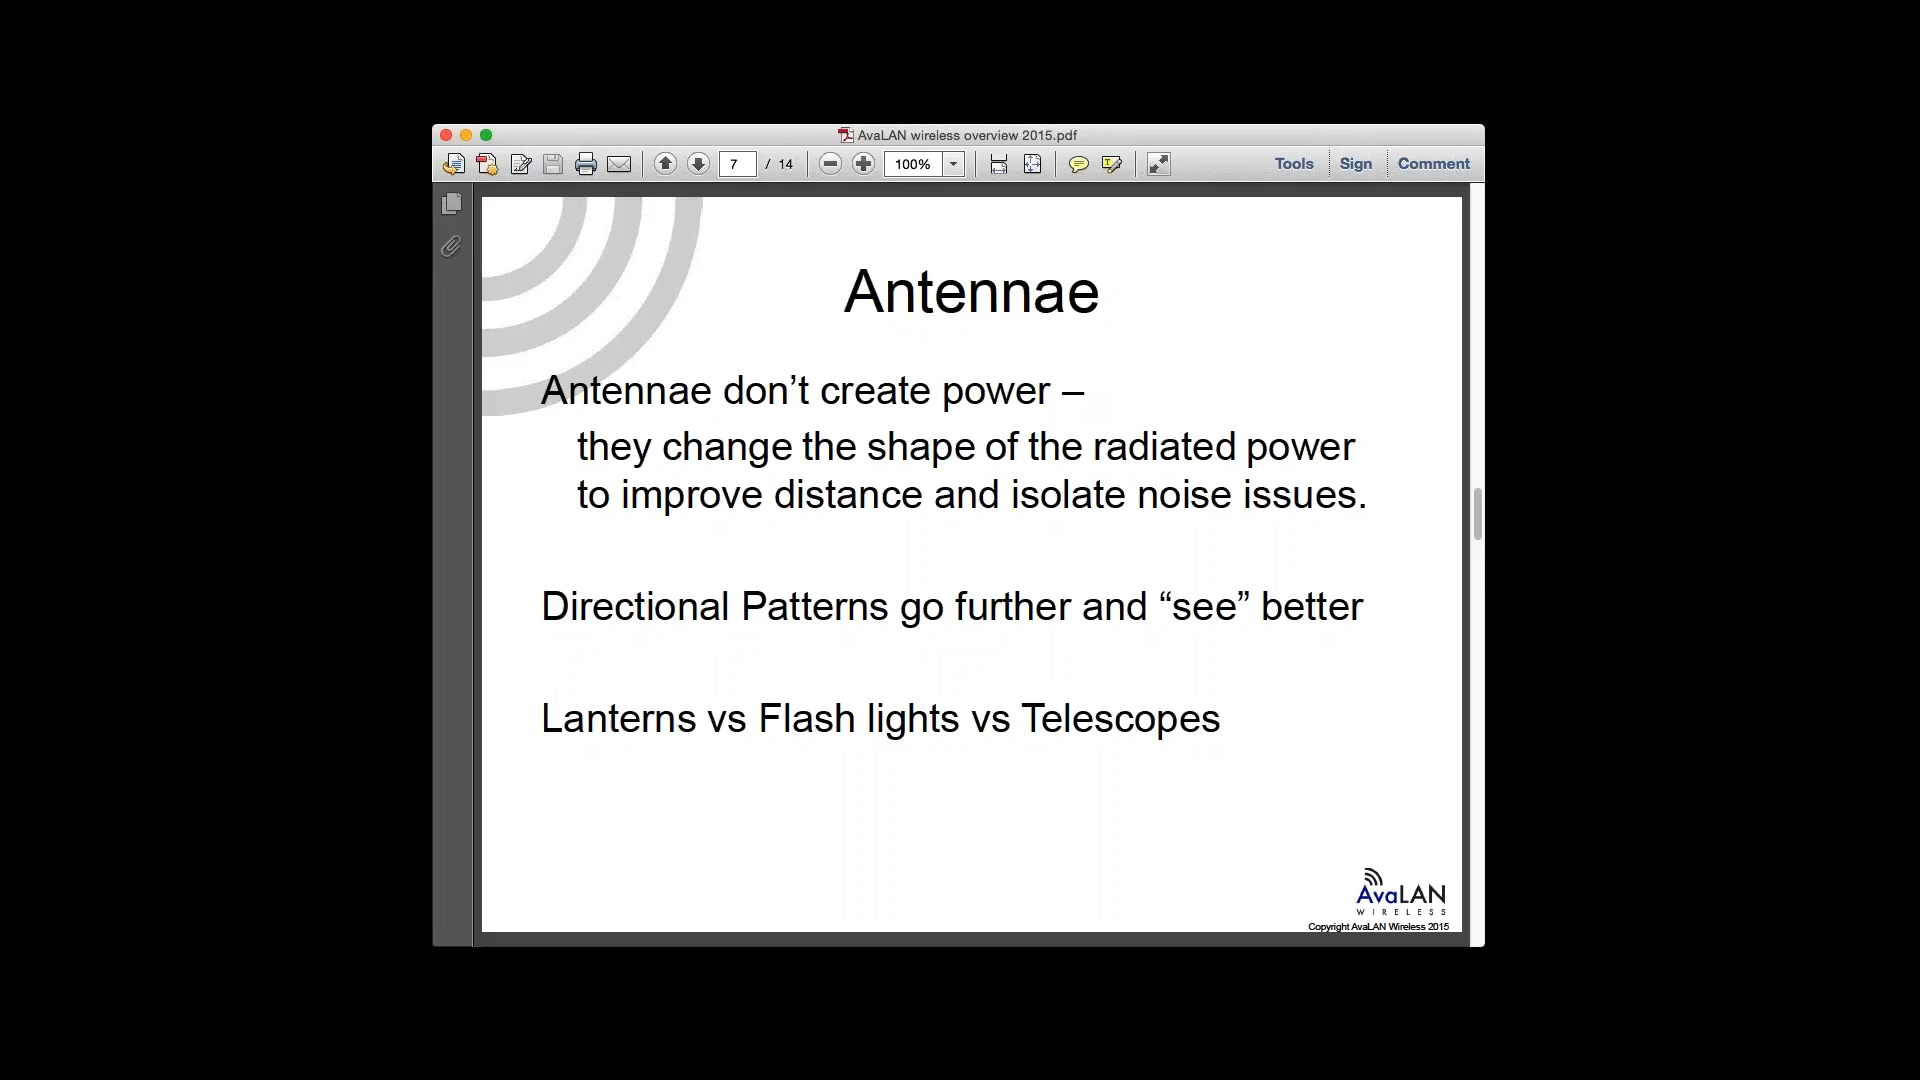 AvaLAN wireless overview 2015.pdf
7 / 14 100% Tools Sign Comment
Antennae
Antennae don’t create power –
they change the shape of the radiated power
to improve distance and isolate noise issues.
Directional Patterns go further and “see” better
Lanterns vs Flash lights vs Telescopes
AvaLAN
WIRELESS
Copyright AvaLAN Wireless 2015